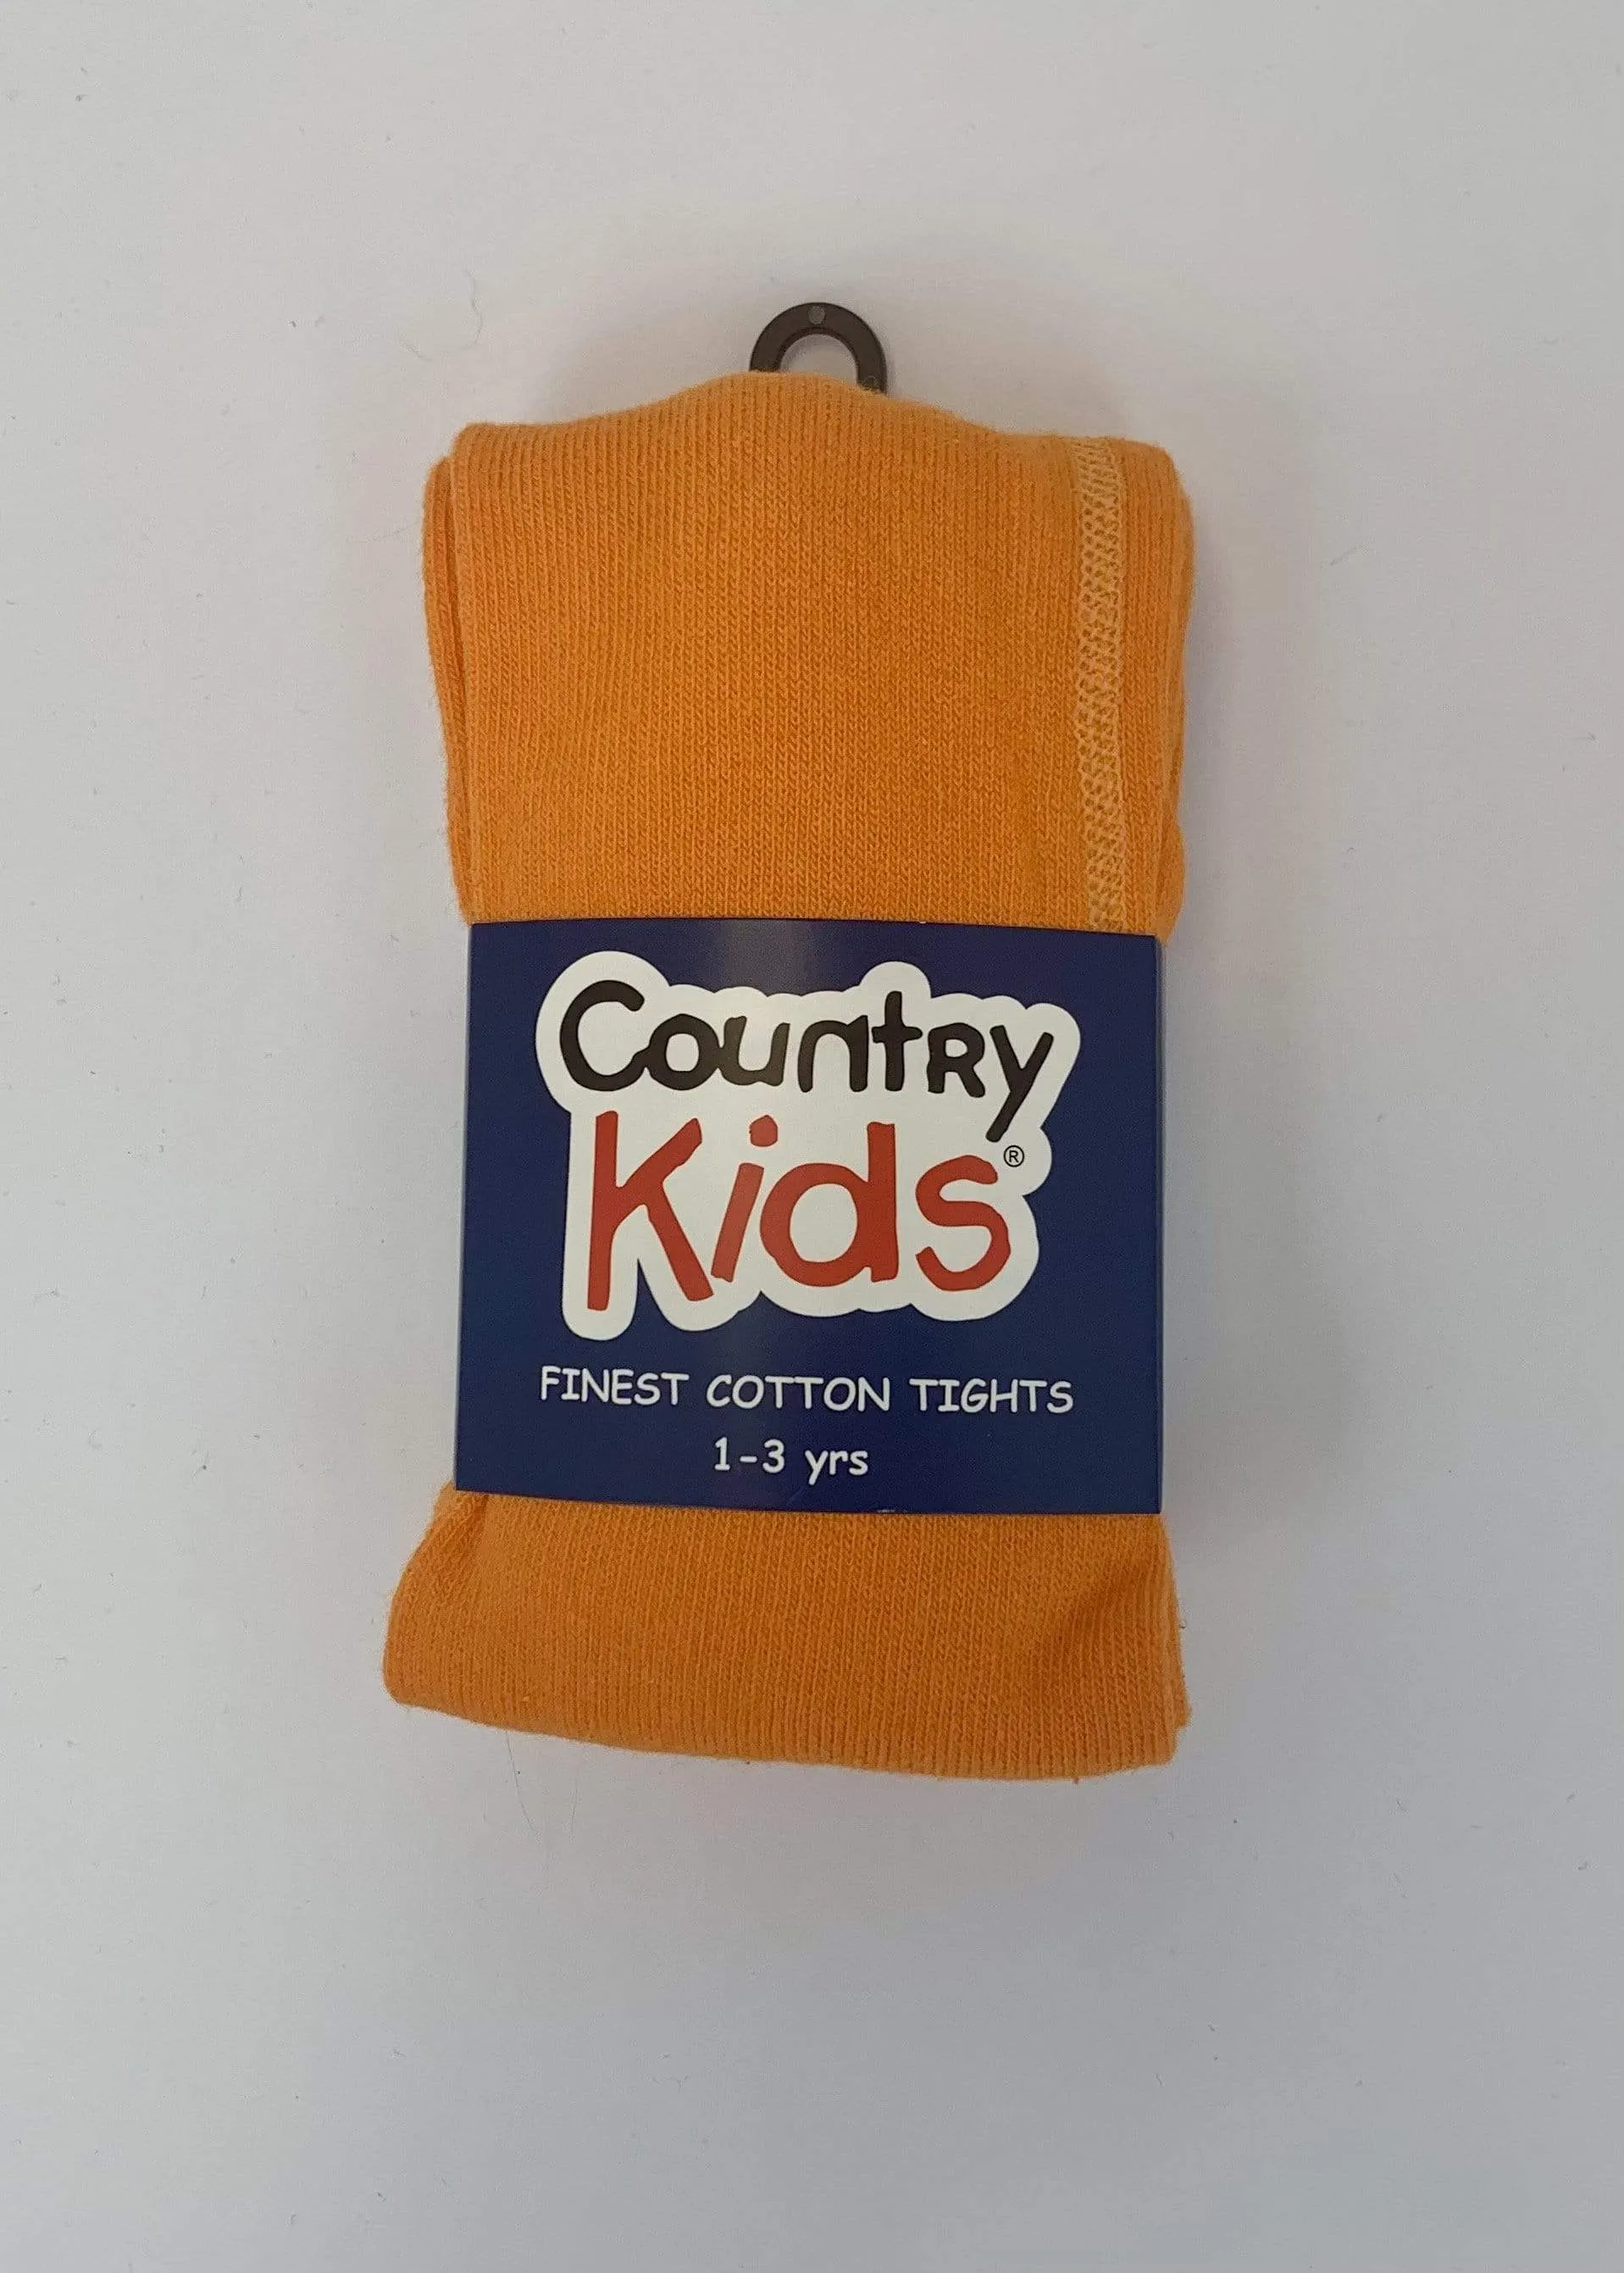 Country
Kids®
FINEST COTTON TIGHTS
1-3 yrs